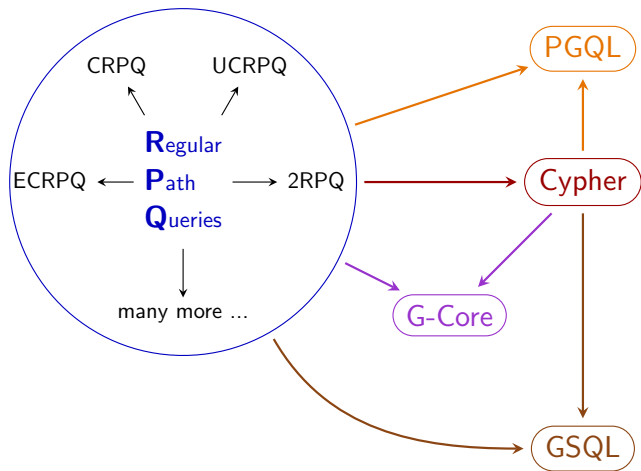 PGQL
CRPQ
UCRPQ
Regular
ECRPQ
Path
2RPQ
Cypher
Queries
many more ...
G-Core
GSQL